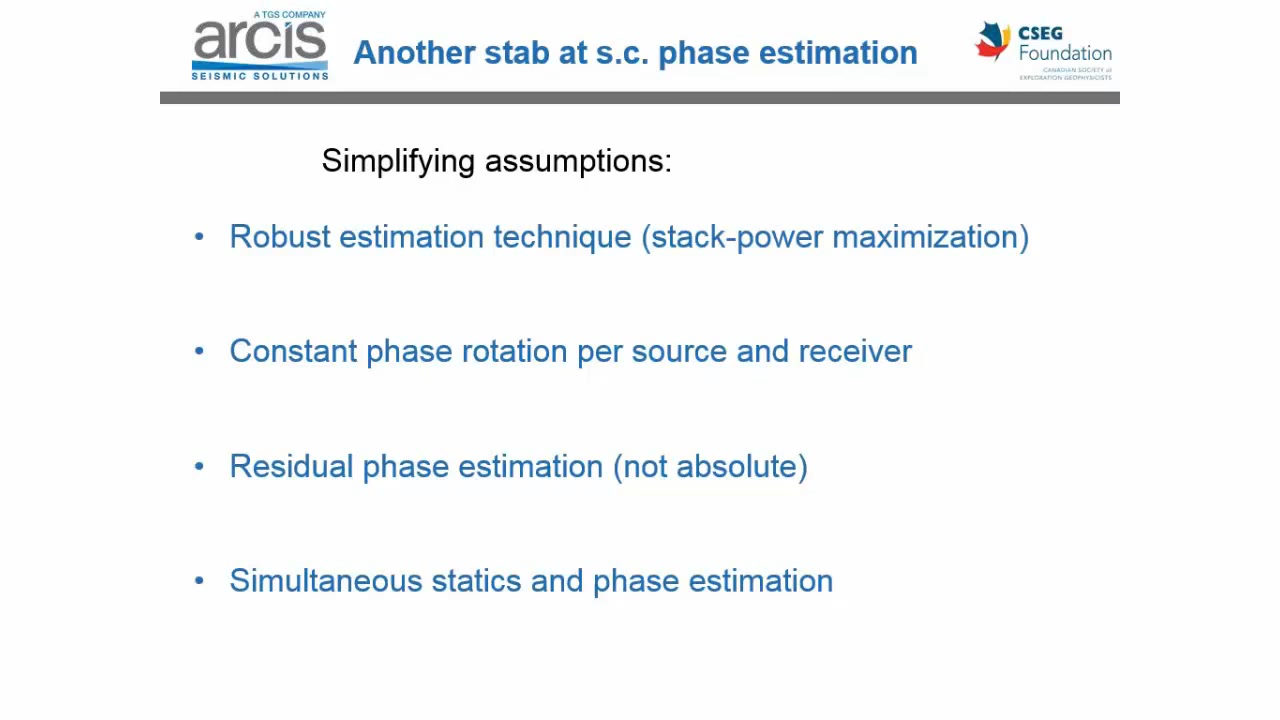 A TGS COMPANY
arcis
SEISMIC SOLUTIONS
Another stab at s.c. phase estimation
CSEG
Foundation
CANADIAN SOCIETY of
EXPLORATION GEOPHYSICISTS
Simplifying assumptions:
• Robust estimation technique (stack-power maximization)
• Constant phase rotation per source and receiver
• Residual phase estimation (not absolute)
• Simultaneous statics and phase estimation